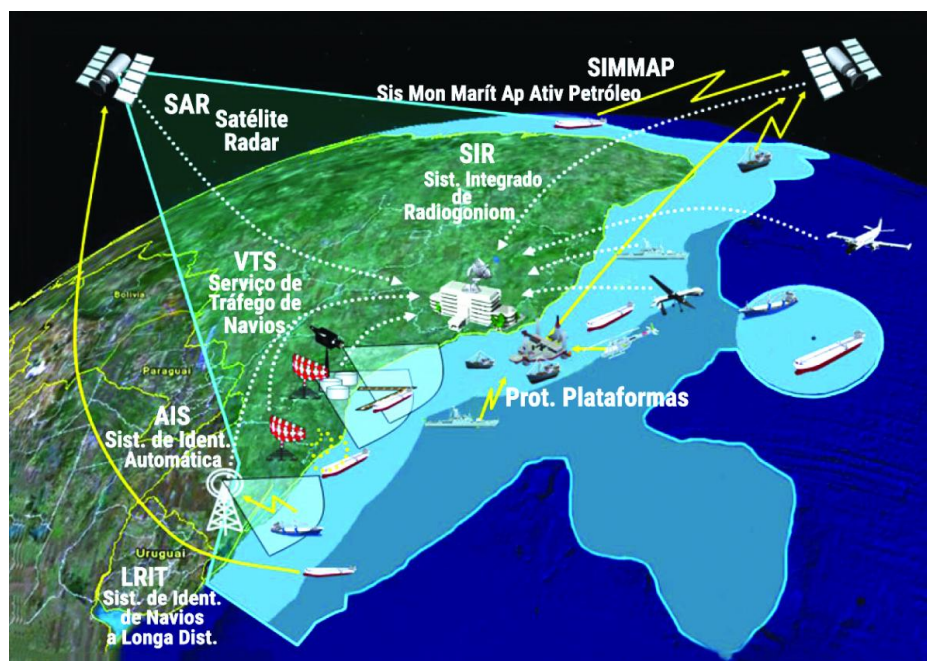 SIMMAP
Sis Mon Marít Ap Ativ Petróleo
SAR
Satélite
Radar
SIR
Sist. Integrado
de
Radiogoniom
VTS
Serviço de
Tráfego de
Navios
Bolivia
Paraguai
Prot. Plataformas
AIS
Sist. de Ident.
Automática
Uruguai
LRIT
Sist. de Ident.
de Navios
a Longa Dist.